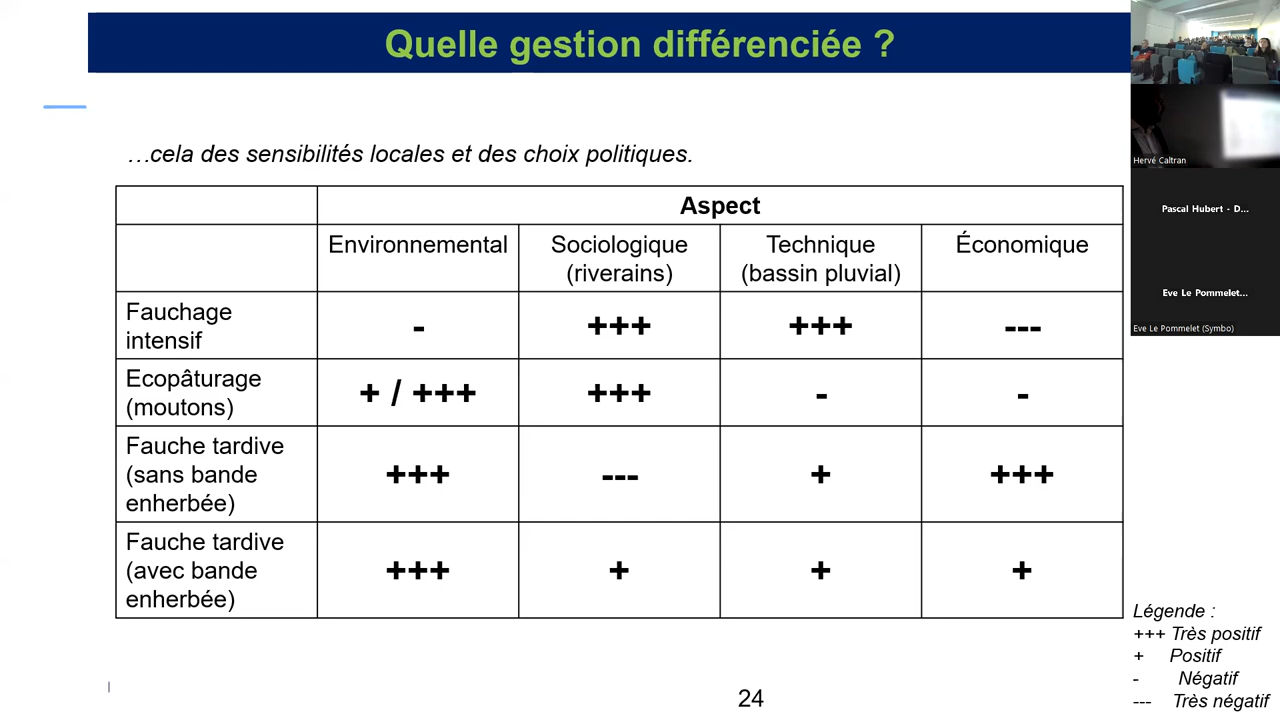 Quelle gestion différenciée ?
…cela des sensibilités locales et des choix politiques.
Aspect
Environnemental
Sociologique
(riverains)
Technique
(bassin pluvial)
Économique
Fauchage
intensif
-
+++
+++
---
Ecopâturage
(moutons)
+ / +++
+++
-
-
Fauche tardive
(sans bande
enherbée)
+++
---
+
+++
Fauche tardive
(avec bande
enherbée)
+++
+
+
+
24
Légende :
+++ Très positif
+ Positif
- Négatif
--- Très négatif
Hervé Caltran
Pascal Hubert - D...
Eve Le Pommelet...
Eve Le Pommelet (Symbo)